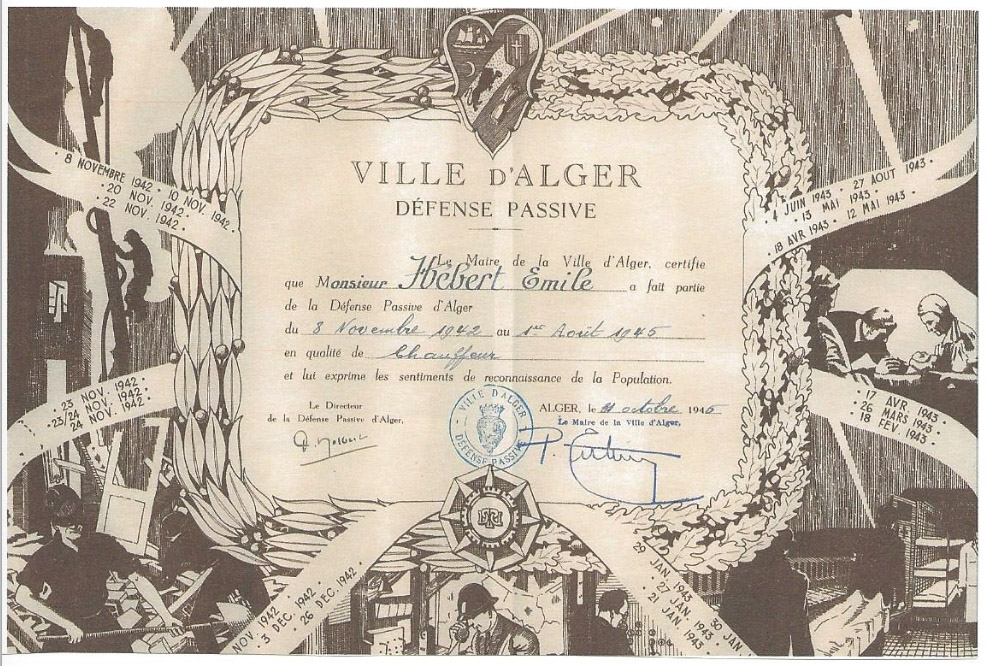 VILLE D'ALGER
DÉFENSE PASSIVE
Le Maire de la Ville d'Alger, certifie
que Monsieur Hébert Emile a fait partie
de la Défense Passive d'Alger
du 8 Novembre 1942 au 1er Août 1945
en qualité de Chauffeur
et lui exprime les sentiments de reconnaissance de la Population.
Le Directeur
de la Défense Passive d'Alger,
ALGER, le octobre 1945
Le Maire de la Ville d'Alger,
VILLE D'ALGER
DÉFENSE PASSIVE
8 NOVEMBRE 1942 · 10 NOV. 1942 ·
· 20 NOV. 1942 ·
· 22 NOV. 1942 ·
· 23 NOV. 1942 ·
· 23/24 NOV. 1942 ·
· 24 NOV. 1942 ·
NOV 1942 ·
· 3 DEC. 1942 ·
· 26 DEC.
· 4 JUIN 1943 · 27 AOUT 1943 ·
· 13 MAI 1943 ·
· 18 AVR 1943 · 12 MAI 1943 ·
· 17 AVR. 1943
· 26 MARS 1943
· 18 FEV. 1943 ·
29 JANV. 1943 · 30 JAN
· 27 JAN. 1943
· 21 JAN. 1943 ·